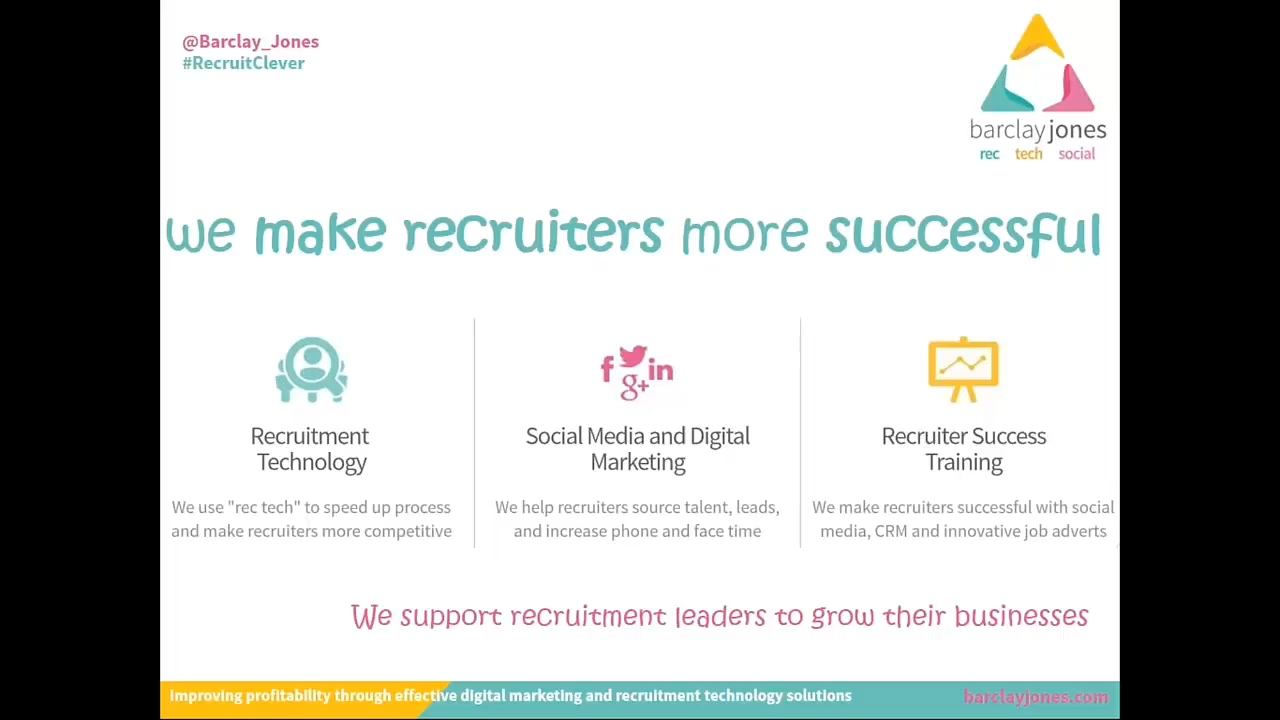 @Barclay_Jones
#RecruitClever
barclayjones
rec tech social
we make recruiters more successful
f in
g+
Recruitment
Technology
We use "rec tech" to speed up process
and make recruiters more competitive
Social Media and Digital
Marketing
We help recruiters source talent, leads,
and increase phone and face time
Recruiter Success
Training
We make recruiters successful with social
media, CRM and innovative job adverts
We support recruitment leaders to grow their businesses
Improving profitability through effective digital marketing and recruitment technology solutions
barclayjones.com